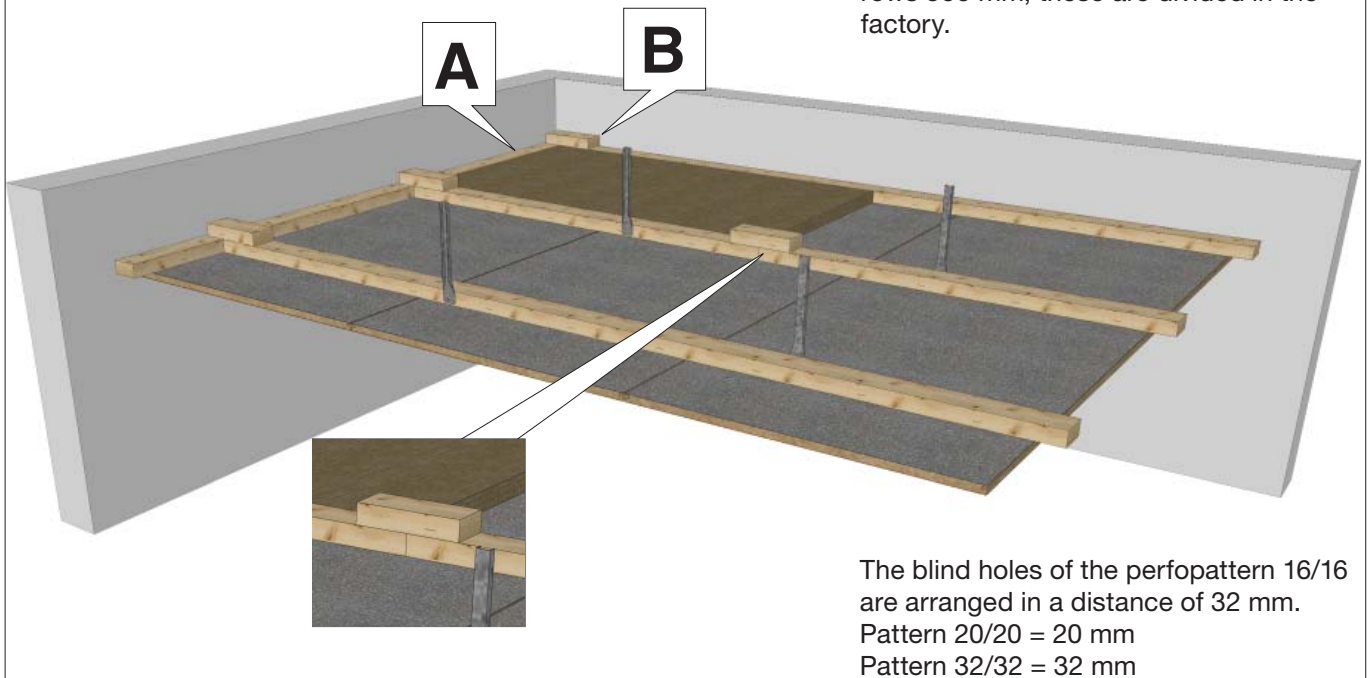 factory.
A
B
The blind holes of the perfopattern 16/16
are arranged in a distance of 32 mm.
Pattern 20/20 = 20 mm
Pattern 32/32 = 32 mm